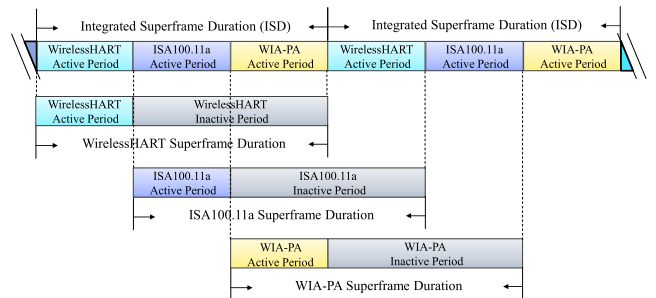 Integrated Superframe Duration (ISD) Integrated Superframe Duration (ISD)
WirelessHART ISA100.11a WIA-PA WirelessHART ISA100.11a WIA-PA
Active Period Active Period Active Period Active Period Active Period Active Period
WirelessHART WirelessHART
Active Period Inactive Period
WirelessHART Superframe Duration
ISA100.11a ISA100.11a
Active Period Inactive Period
ISA100.11a Superframe Duration
WIA-PA WIA-PA
Active Period Inactive Period
WIA-PA Superframe Duration